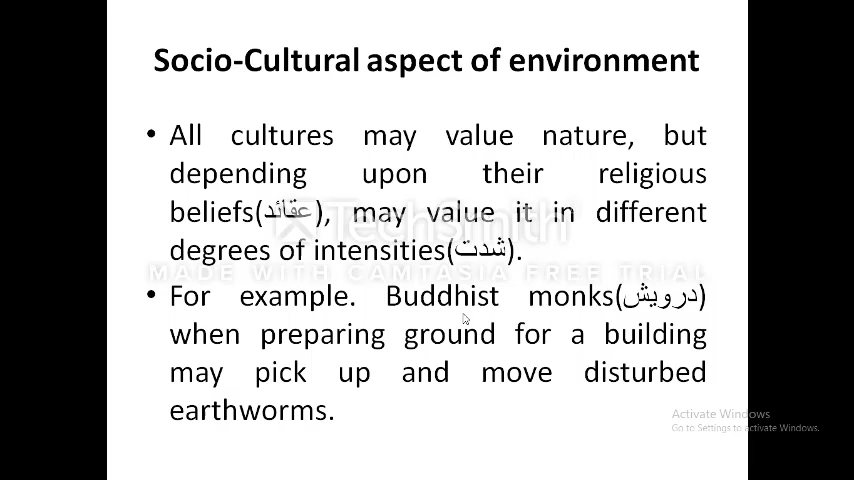 Socio-Cultural aspect of environment
• All cultures may value nature, but
depending upon their religious
beliefs(عقائد), may value it in different
degrees of intensities(شدت).
TechSmith
MADE WITH CAMTASIA FREE TRIAL
• For example. Buddhist monks(درویش)
when preparing ground for a building
may pick up and move disturbed
earthworms.
Activate Windows
Go to Settings to activate Windows.